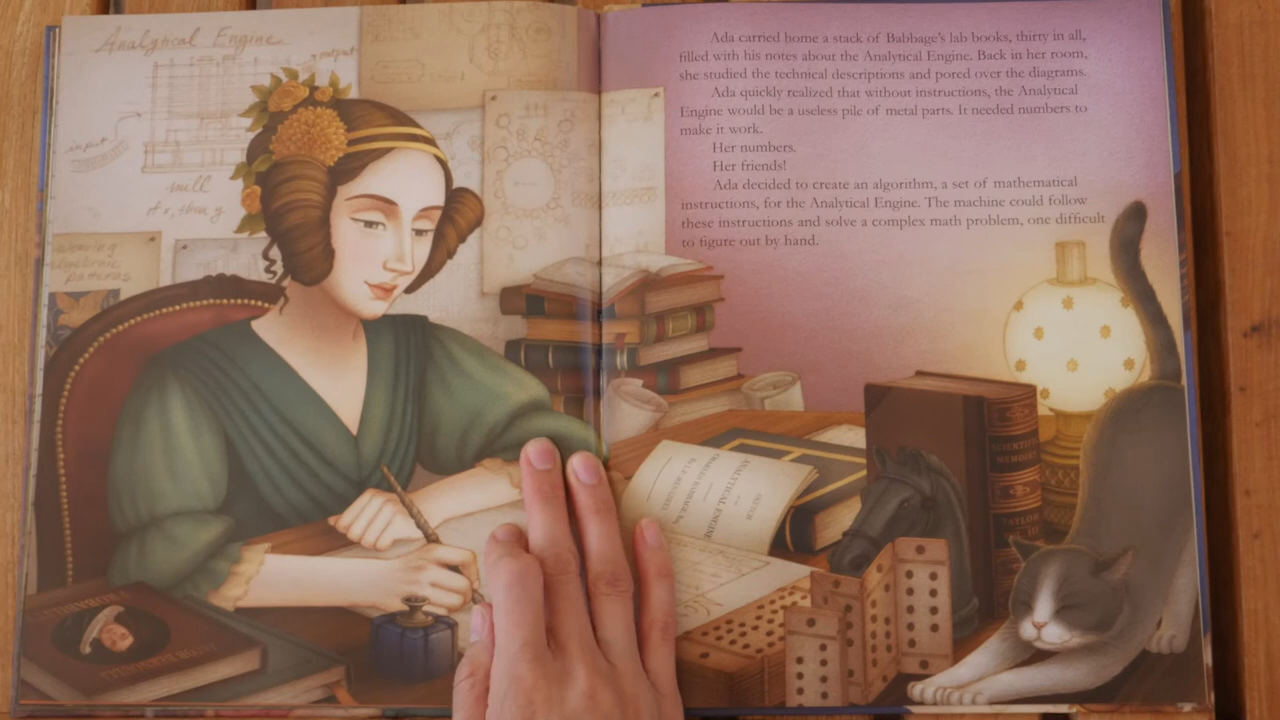 Analytical Engine
output
input
mill
Ada carried home a stack of Babbage's lab books, thirty in all,
filled with his notes about the Analytical Engine. Back in her room,
she studied the technical descriptions and pored over the diagrams.
Ada quickly realized that without instructions, the Analytical
Engine would be a useless pile of metal parts. It needed numbers to
make it work.
Her numbers.
Her friends!
Ada decided to create an algorithm, a set of mathematical
instructions, for the Analytical Engine. The machine could follow
these instructions and solve a complex math problem, one difficult
to figure out by hand.
weaving
algebraic
patterns
SKETCH
ANALYTICAL ENGINE
SCIENTIFIC
MEMOIRS
TAYLOR